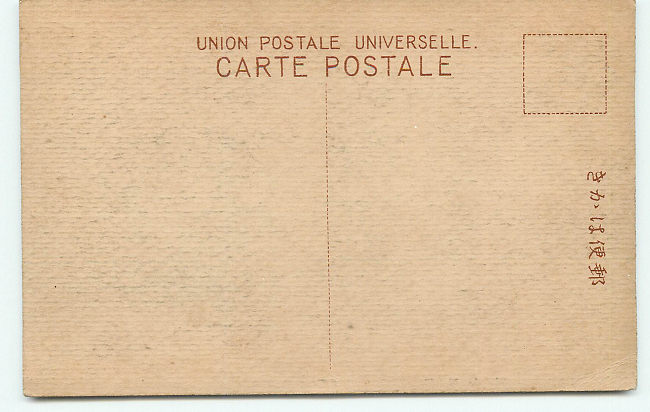 UNION POSTALE UNIVERSELLE.
CARTE POSTALE
郵便はかき